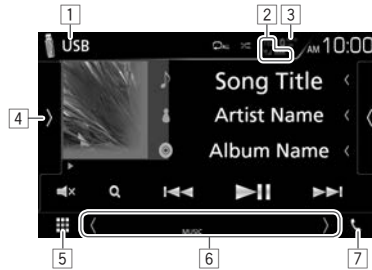 1 2 3
USB AM 10:00
Song Title
4
Artist Name
Album Name
MUSIC
5 6 7